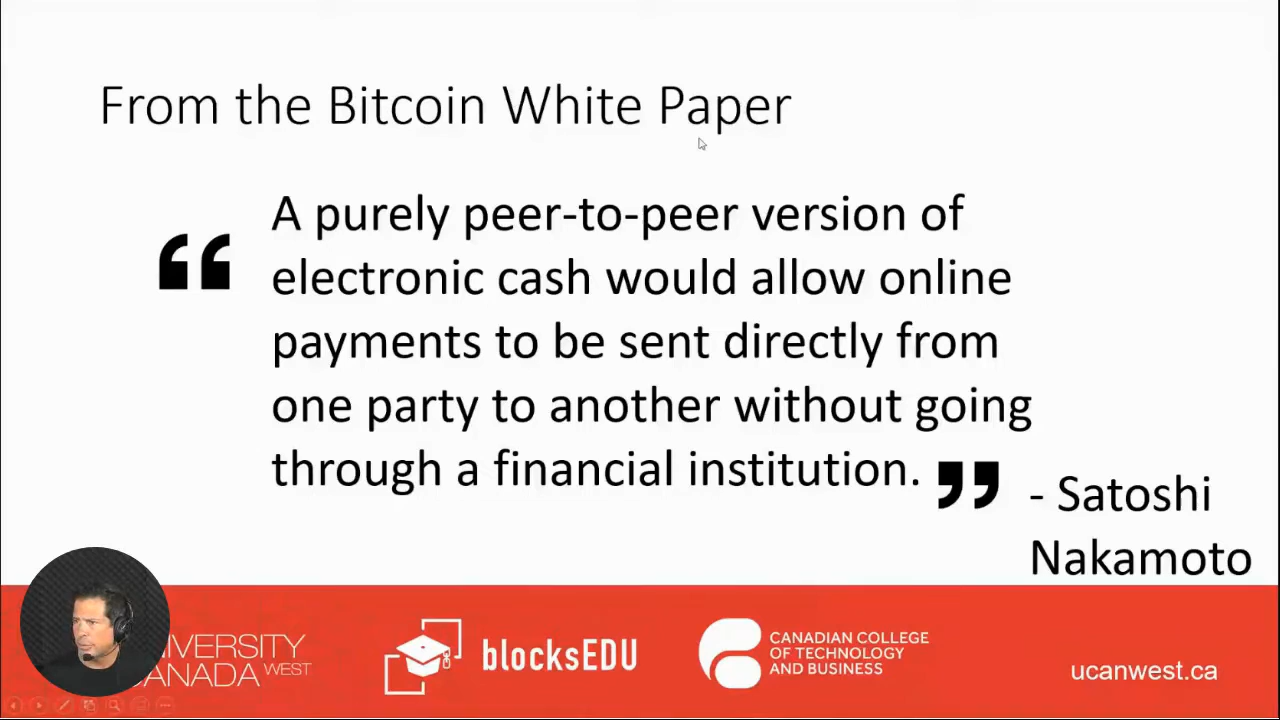 From the Bitcoin White Paper
“
A purely peer-to-peer version of
electronic cash would allow online
payments to be sent directly from
one party to another without going
through a financial institution.
”
- Satoshi
Nakamoto
WEST
blocksEDU
CANADIAN COLLEGE
OF TECHNOLOGY
AND BUSINESS
ucanwest.ca